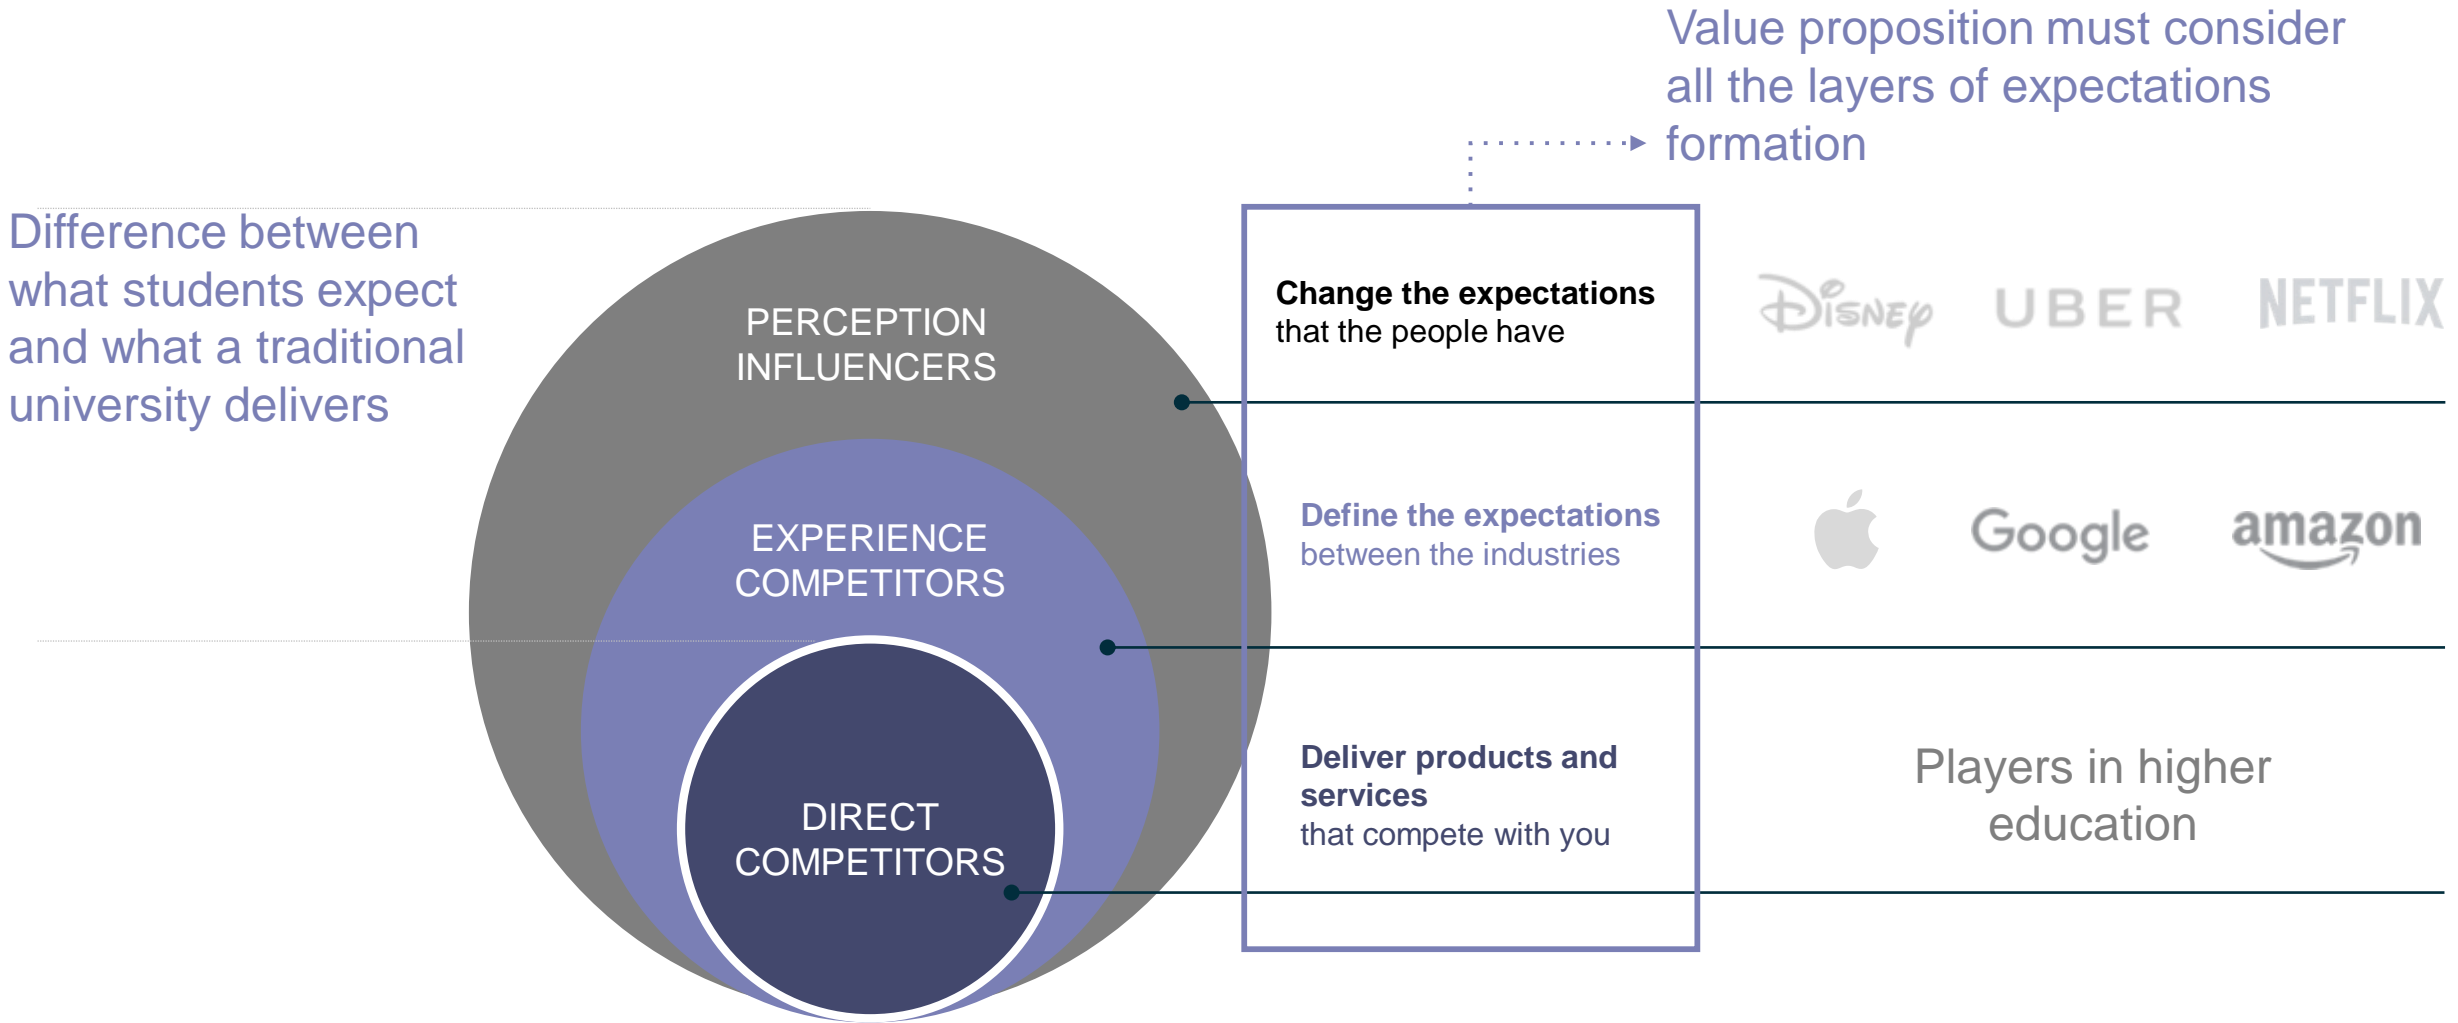 Value proposition must consider
all the layers of expectations
formation
Difference between
what students expect
and what a traditional
university delivers
PERCEPTION
INFLUENCERS
Change the expectations
that the people have
DISNEY
UBER
NETFLIX
EXPERIENCE
COMPETITORS
Define the expectations
between the industries
Google
amazon
DIRECT
COMPETITORS
Deliver products and
services
that compete with you
Players in higher
education